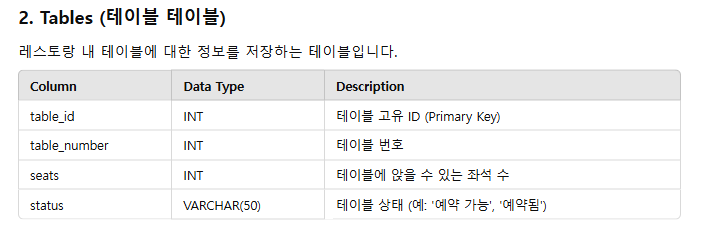 2. Tables (테이블 테이블)
레스토랑 내 테이블에 대한 정보를 저장하는 테이블입니다.
Column Data Type Description
table_id INT 테이블 고유 ID (Primary Key)
table_number INT 테이블 번호
seats INT 테이블에 앉을 수 있는 좌석 수
status VARCHAR(50) 테이블 상태 (예: '예약 가능', '예약됨')